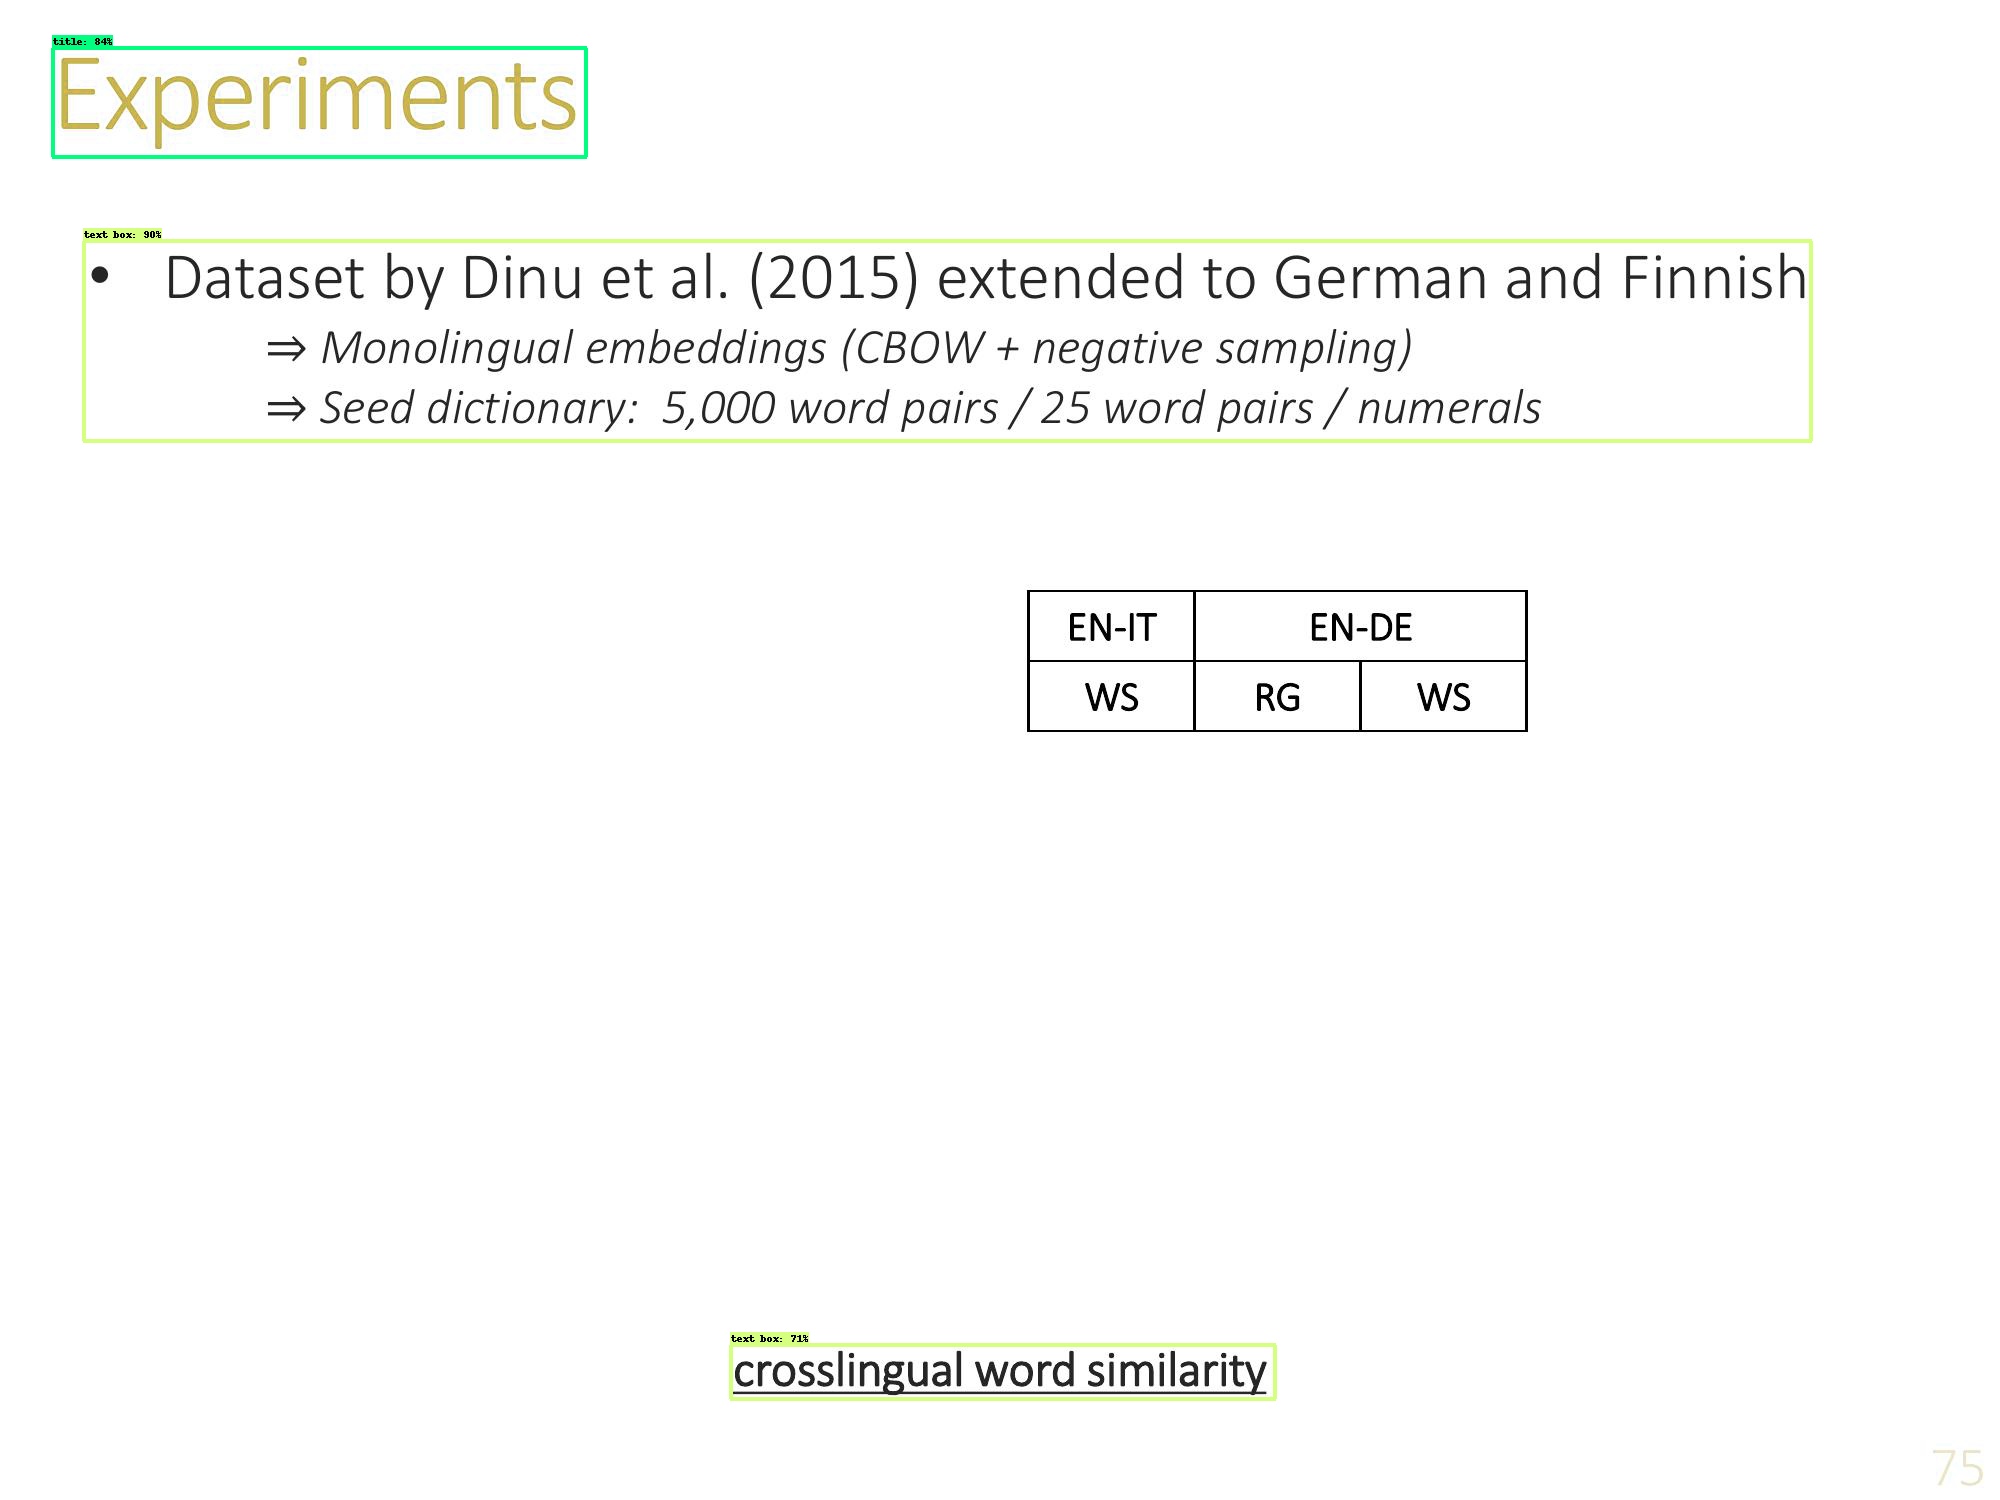 title: 84%
Experiments
text box: 90%
• Dataset by Dinu et al. (2015) extended to German and Finnish
⇒ Monolingual embeddings (CBOW + negative sampling)
⇒ Seed dictionary: 5,000 word pairs / 25 word pairs / numerals
EN-IT EN-DE
WS RG WS
text box: 71%
crosslingual word similarity
75